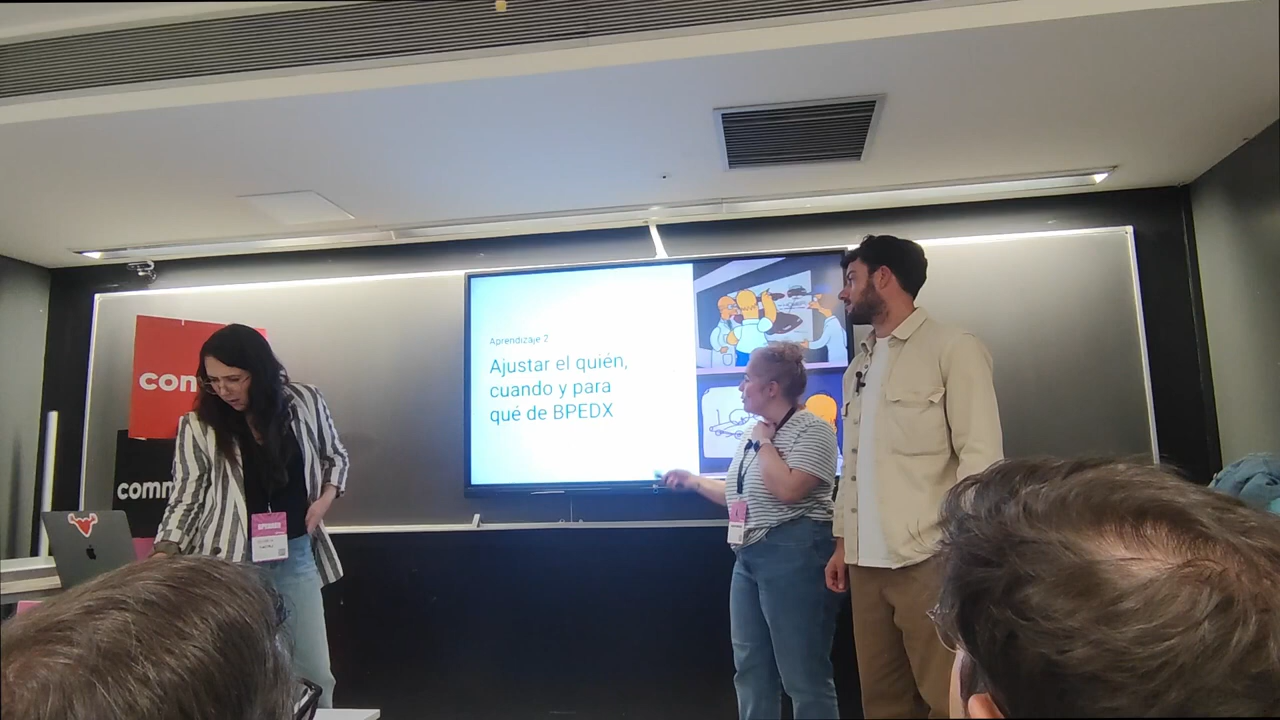 Aprendizaje 2
Ajustar el quién,
cuando y para
qué de BPEDX
con
comm